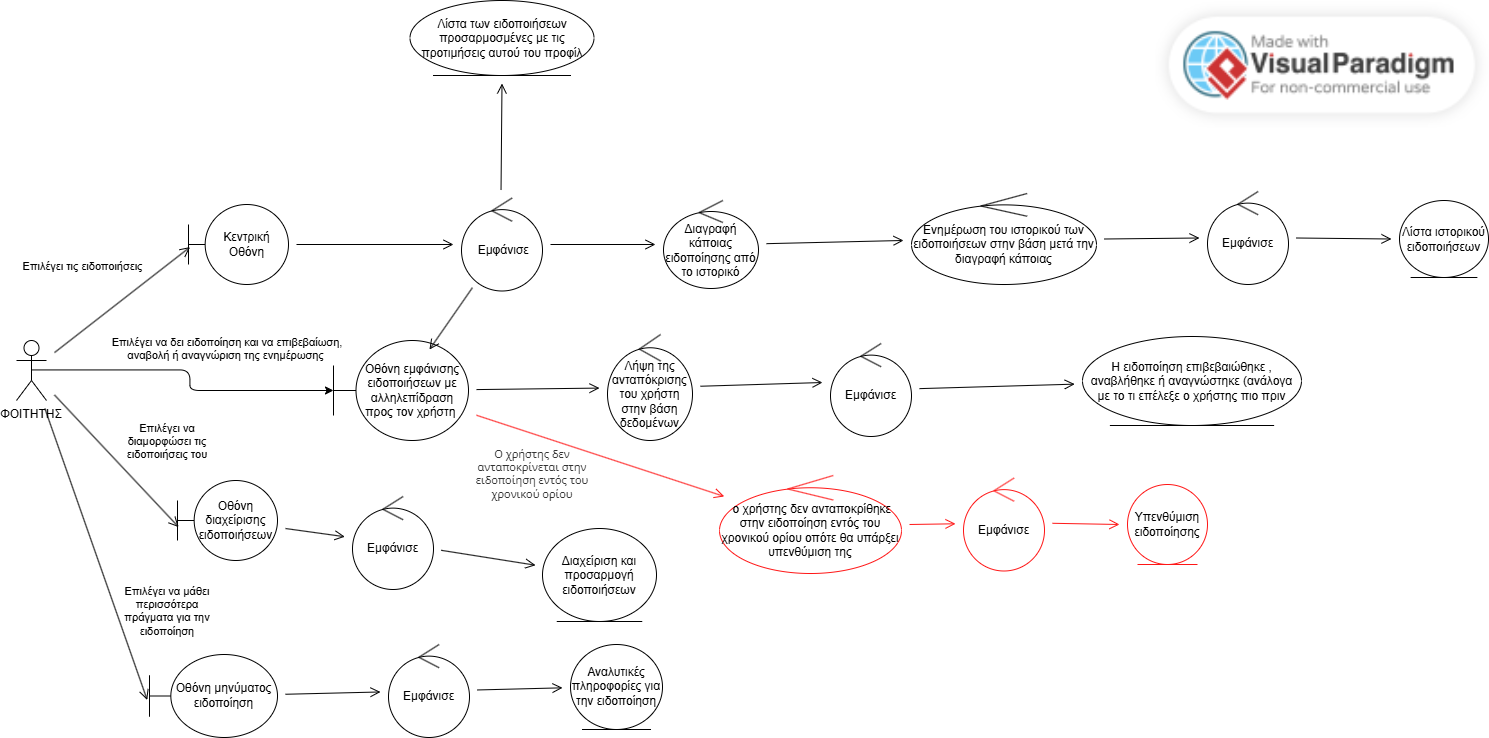 Λίστα των ειδοποιήσεων
προσαρμοσμένες με τις
προτιμήσεις αυτού του προφίλ
Made with
Visual Paradigm
For non-commercial use
Επιλέγει τις ειδοποιήσεις
Κεντρική
Οθόνη
Εμφάνισε
Διαγραφή
κάποιας
ειδοποίησης από
το ιστορικό
Ενημέρωση του ιστορικού των
ειδοποιήσεων στην βάση μετά την
διαγραφή κάποιας
Εμφάνισε
Λίστα ιστορικού
ειδοποιήσεων
ΦΟΙΤΗΤΗΣ
Επιλέγει να δει ειδοποίηση και να επιβεβαίωση,
αναβολή ή αναγνώριση της ενημέρωσης
Οθόνη εμφάνισης
ειδοποιήσεων με
αλληλεπίδραση
προς τον χρήστη
Λήψη της
ανταπόκρισης
του χρήστη
στην βάση
δεδομένων
Εμφάνισε
Η ειδοποίηση επιβεβαιώθηκε ,
αναβλήθηκε ή αναγνώστηκε (ανάλογα
με το τι επέλεξε ο χρήστης πιο πριν
Ο χρήστης δεν
ανταποκρίνεται στην
ειδοποίηση εντός του
χρονικού ορίου
ο χρήστης δεν ανταποκρίθηκε
στην ειδοποίηση εντός του
χρονικού ορίου οπότε θα υπάρξει
υπενθύμιση της
Εμφάνισε
Υπενθύμιση
ειδοποίησης
Επιλέγει να
διαμορφώσει τις
ειδοποιήσεις του
Οθόνη
διαχείρισης
ειδοποιήσεων
Εμφάνισε
Διαχείριση και
προσαρμογή
ειδοποιήσεων
Επιλέγει να μάθει
περισσότερα
πράγματα για την
ειδοποίηση
Οθόνη μηνύματος
ειδοποίηση
Εμφάνισε
Αναλυτικές
πληροφορίες για
την ειδοποίηση